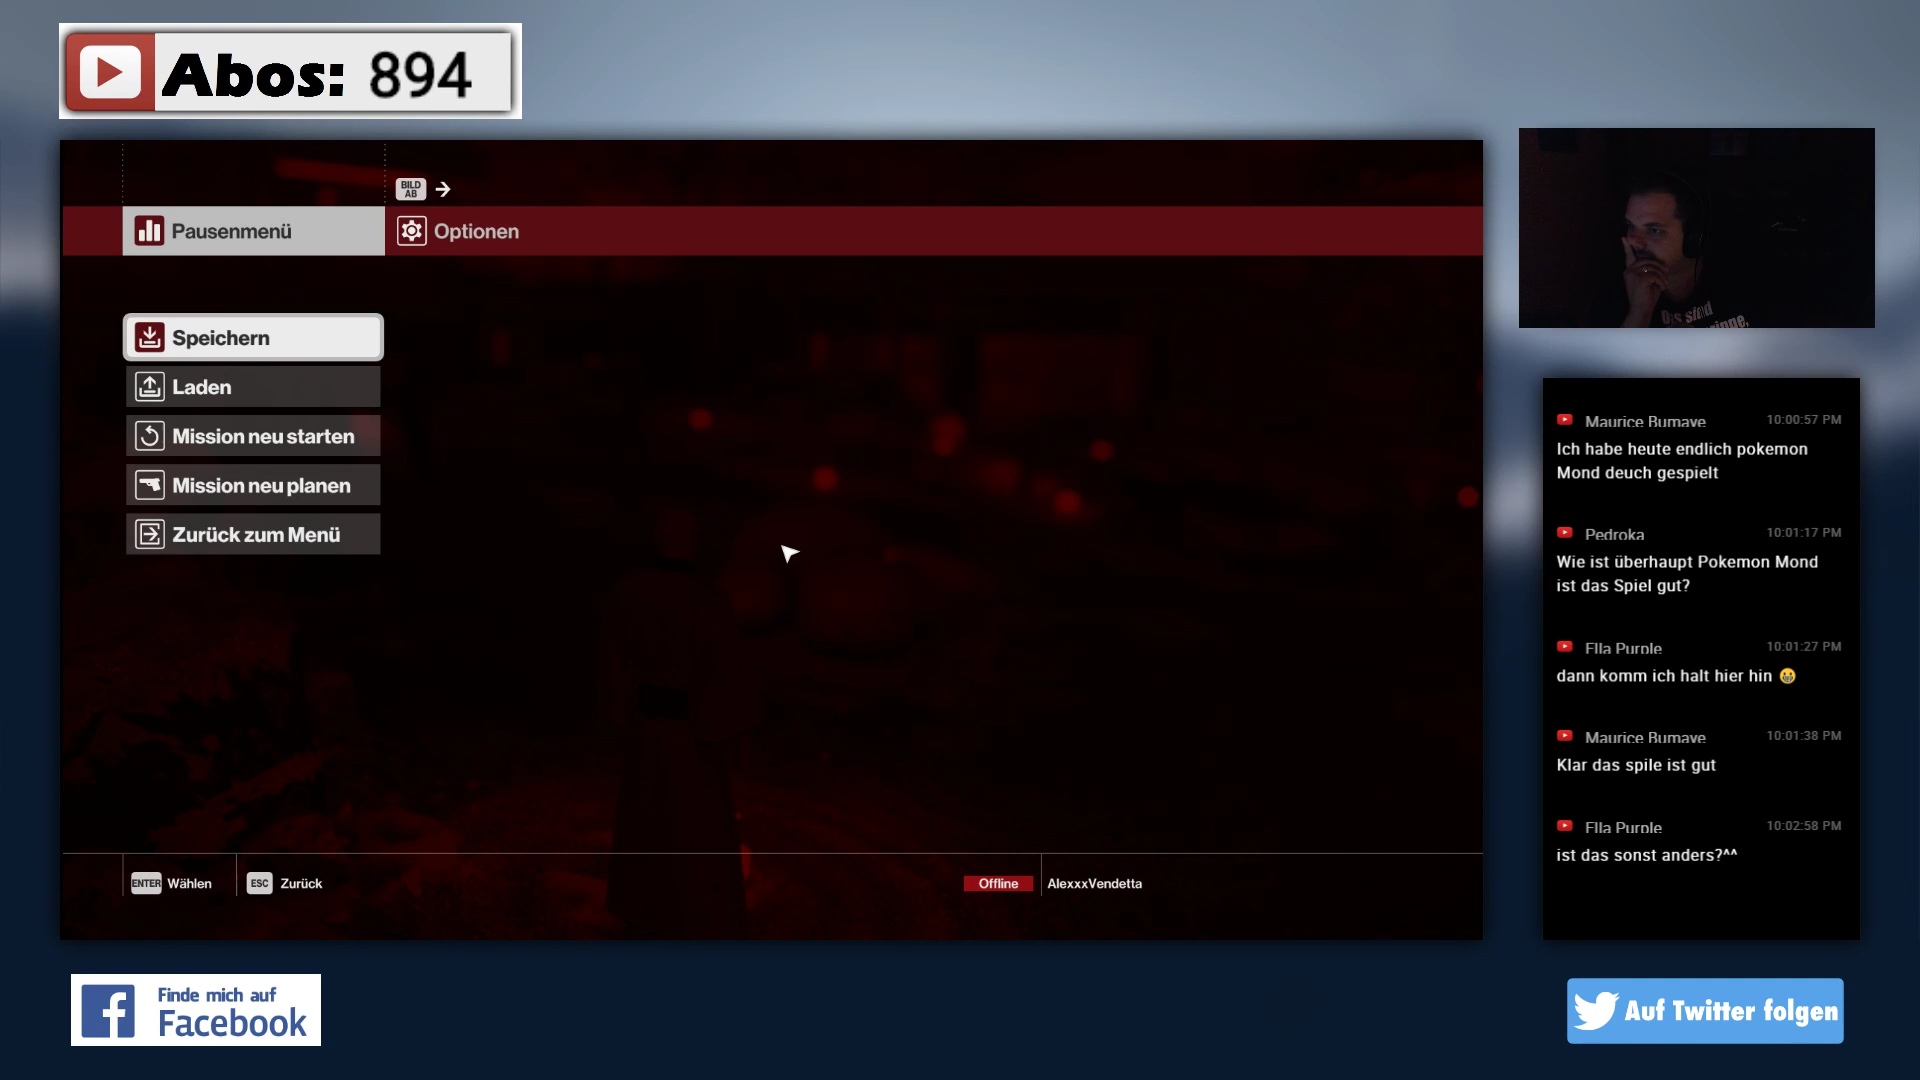 Abos: 894
BILD
AB
Pausenmenü
Optionen
Speichern
Laden
Mission neu starten
Mission neu planen
Zurück zum Menü
ENTER Wählen
ESC Zurück
Offline
AlexxxVendetta
Das sind
Maurice Bumaye 10:00:57 PM
Ich habe heute endlich pokemon
Mond deuch gespielt
Pedroka 10:01:17 PM
Wie ist überhaupt Pokemon Mond
ist das Spiel gut?
Ella Purple 10:01:27 PM
dann komm ich halt hier hin 😀
Maurice Bumaye 10:01:38 PM
Klar das spile ist gut
Ella Purple 10:02:58 PM
ist das sonst anders?^^
Finde mich auf
Facebook
Auf Twitter folgen